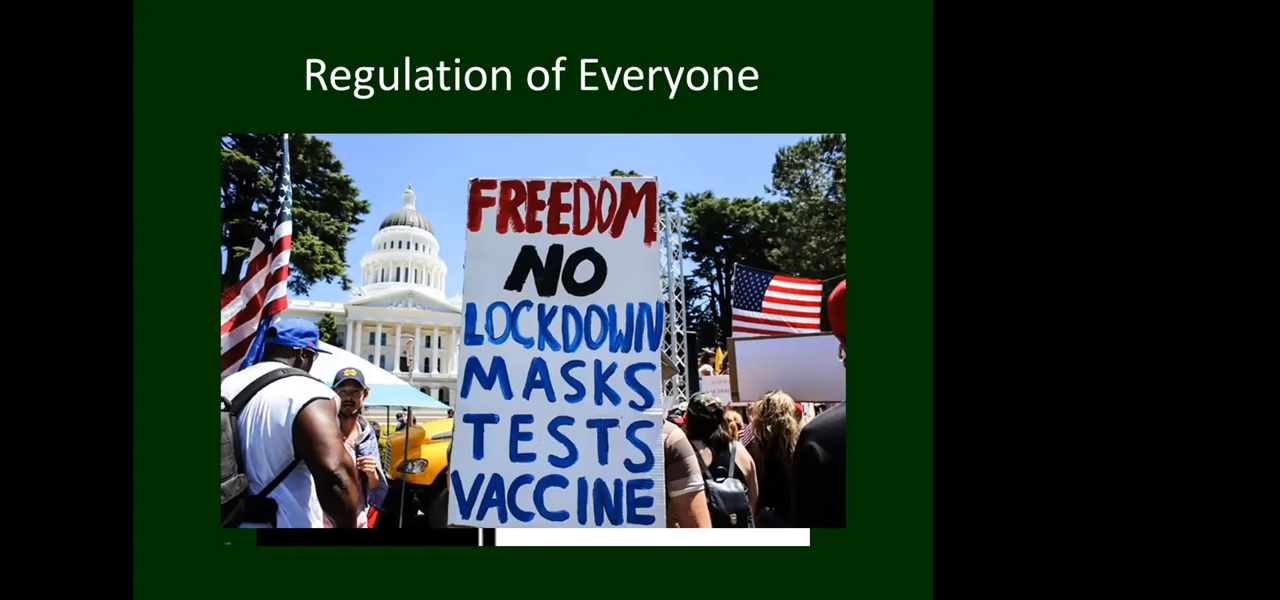 Regulation of Everyone
FREEDOM
NO
LOCKDOWN
MASKS
TESTS
VACCINE